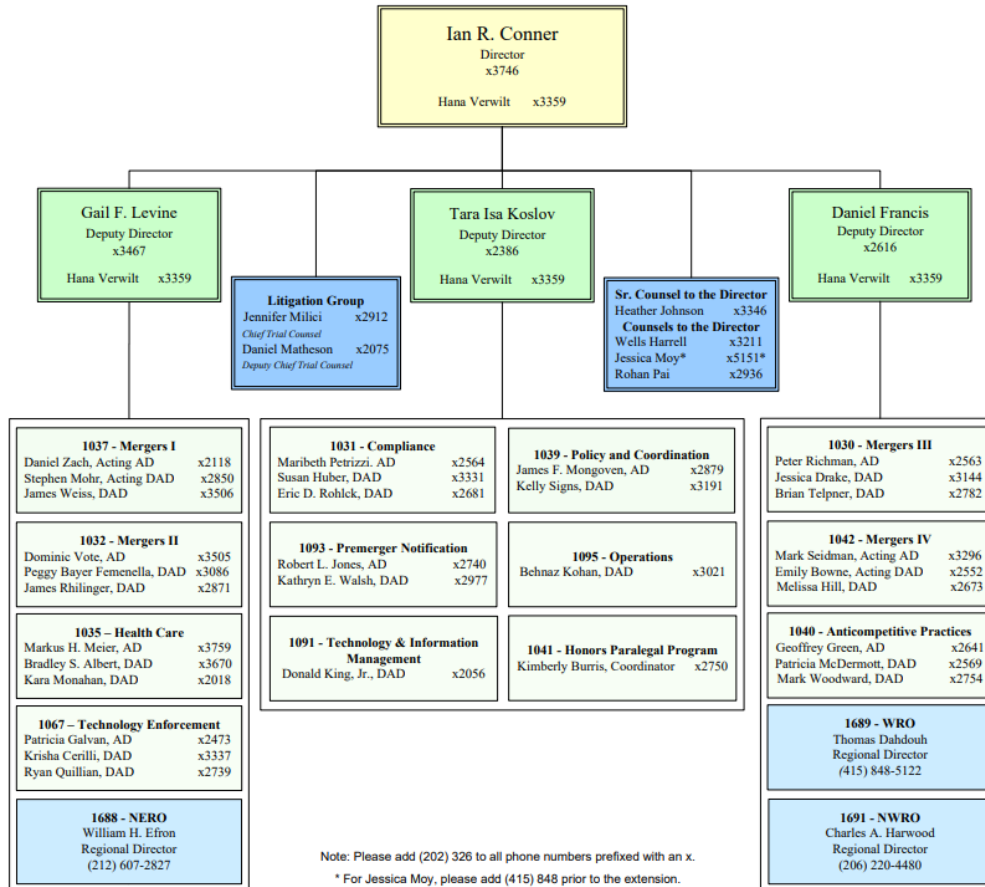 Ian R. Conner
Director
x3746
Hana Verwilt x3359
Gail F. Levine
Deputy Director
x3467
Hana Verwilt x3359
Tara Isa Koslov
Deputy Director
x2386
Hana Verwilt x3359
Daniel Francis
Deputy Director
x2616
Hana Verwilt x3359
Litigation Group
Jennifer Milici x2912
Chief Trial Counsel
Daniel Matheson x2075
Deputy Chief Trial Counsel
Sr. Counsel to the Director
Heather Johnson x3346
Counsels to the Director
Wells Harrell x3211
Jessica Moy* x5151*
Rohan Pai x2936
1037 - Mergers I
Daniel Zach, Acting AD x2118
Stephen Mohr, Acting DAD x2850
James Weiss, DAD x3506
1032 - Mergers II
Dominic Vote, AD x3505
Peggy Bayer Femenella, DAD x3086
James Rhilinger, DAD x2871
1035 – Health Care
Markus H. Meier, AD x3759
Bradley S. Albert, DAD x3670
Kara Monahan, DAD x2018
1067 – Technology Enforcement
Patricia Galvan, AD x2473
Krisha Cerilli, DAD x3337
Ryan Quillian, DAD x2739
1688 - NERO
William H. Efron
Regional Director
(212) 607-2827
1031 - Compliance
Maribeth Petrizzi. AD x2564
Susan Huber, DAD x3331
Eric D. Rohlck, DAD x2681
1039 - Policy and Coordination
James F. Mongoven, AD x2879
Kelly Signs, DAD x3191
1093 - Premerger Notification
Robert L. Jones, AD x2740
Kathryn E. Walsh, DAD x2977
1095 - Operations
Behnaz Kohan, DAD x3021
1091 - Technology & Information
Management
Donald King, Jr., DAD x2056
1041 - Honors Paralegal Program
Kimberly Burris, Coordinator x2750
1030 - Mergers III
Peter Richman, AD x2563
Jessica Drake, DAD x3144
Brian Telpner, DAD x2782
1042 - Mergers IV
Mark Seidman, Acting AD x3296
Emily Bowne, Acting DAD x2552
Melissa Hill, DAD x2673
1040 - Anticompetitive Practices
Geoffrey Green, AD x2641
Patricia McDermott, DAD x2569
Mark Woodward, DAD x2754
1689 - WRO
Thomas Dahdouh
Regional Director
(415) 848-5122
1691 - NWRO
Charles A. Harwood
Regional Director
(206) 220-4480
Note: Please add (202) 326 to all phone numbers prefixed with an x.
* For Jessica Moy, please add (415) 848 prior to the extension.